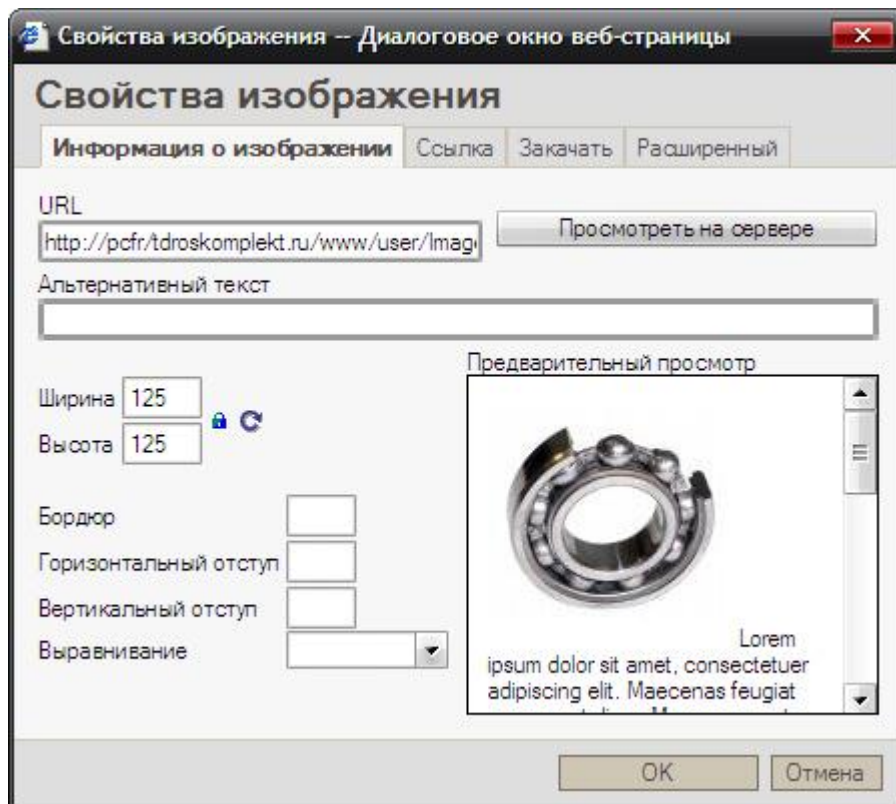 Свойства изображения -- Диалоговое окно веб-страницы
Свойства изображения
Информация о изображении
Ссылка
Закачать
Расширенный
URL
http://pcfr/tdroskomplekt.ru/www/user/Imag
Просмотреть на сервере
Альтернативный текст
Предварительный просмотр
Ширина 125
Высота 125
Бордюр
Горизонтальный отступ
Вертикальный отступ
Выравнивание
Lorem
ipsum dolor sit amet, consectetuer
adipiscing elit. Maecenas feugiat
OK
Отмена